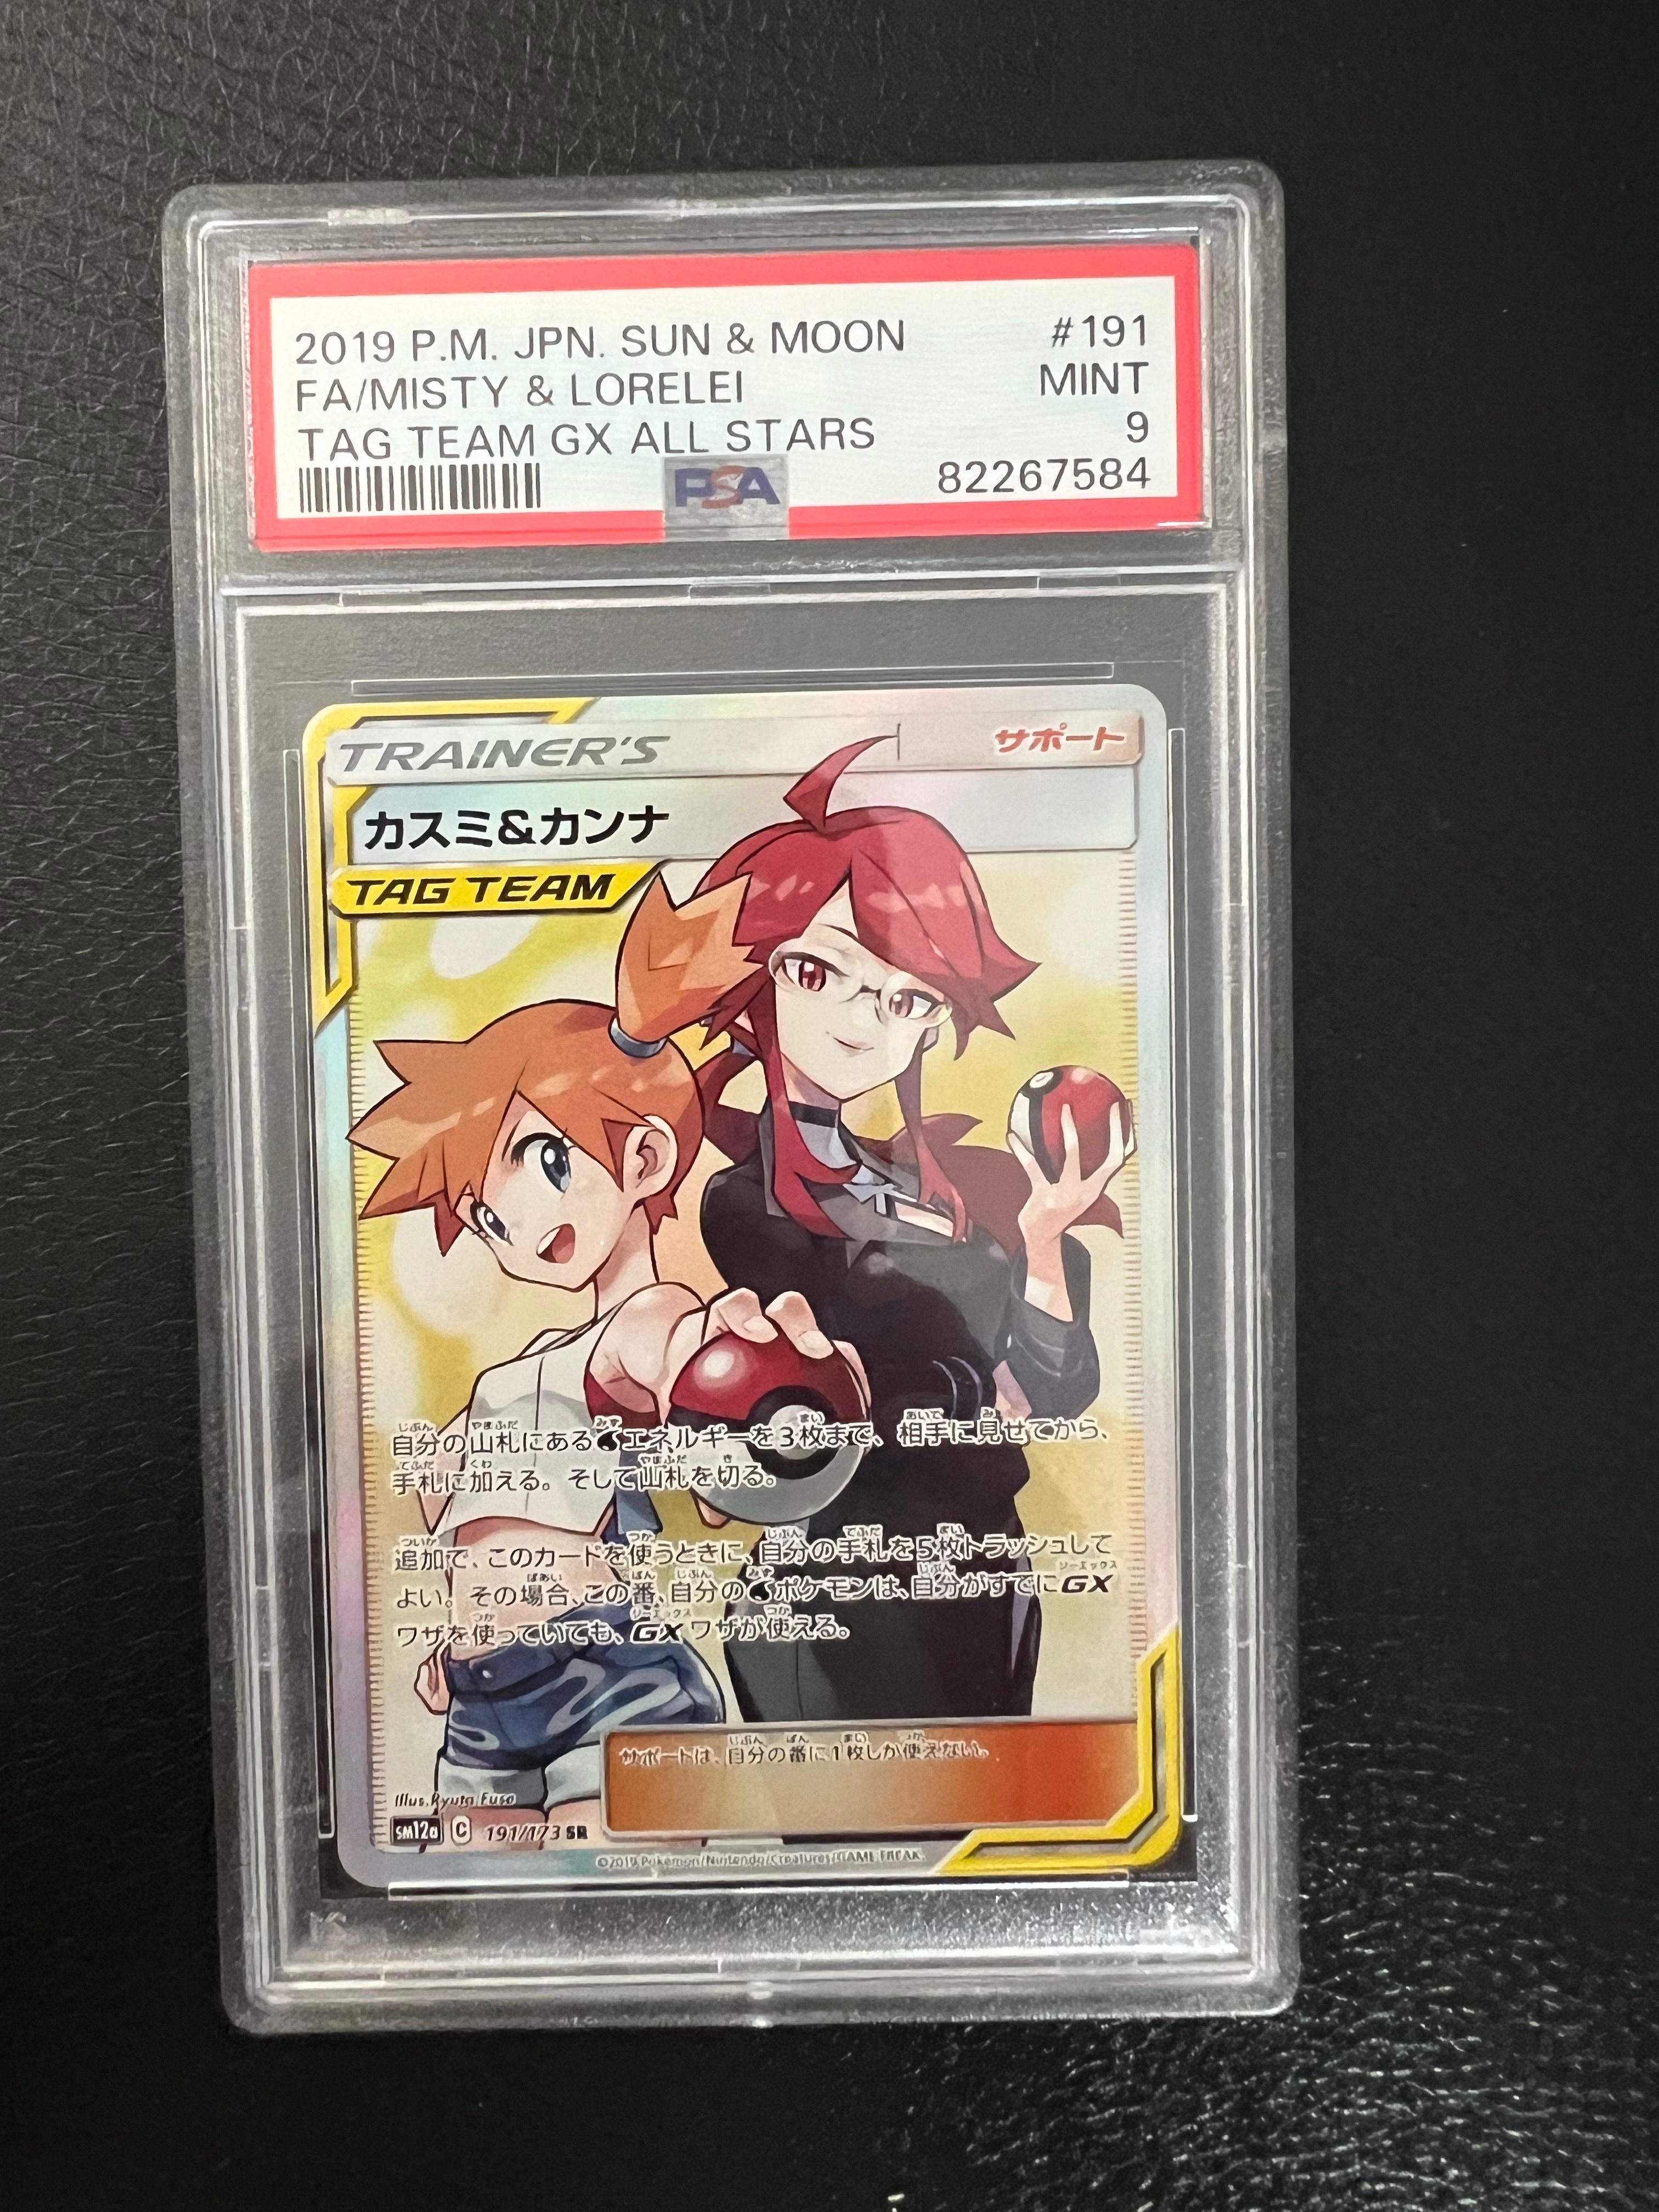 2019 P.M. JPN. SUN & MOON #191
FA/MISTY & LORELEI MINT
TAG TEAM GX ALL STARS 9
PSA 82267584
TRAINER'S サポート
カスミ&カンナ
TAG TEAM
自分の山札にあるエネルギーを3枚まで、相手に見せてから、
手札に加える。そして山札を切る。
追加で、このカードを使うときに、自分の手札を5枚トラッシュして
よい。その場合、この番、自分のポケモンは、自分がすでにGX
ワザを使っていても、GXワザが使える。
サポートは、自分の番に1枚しか使えない。
Illus. Ryuta Fuse
SM12a C 191/173 SR
©2019 Pokémon/Nintendo/Creatures/GAME FREAK.